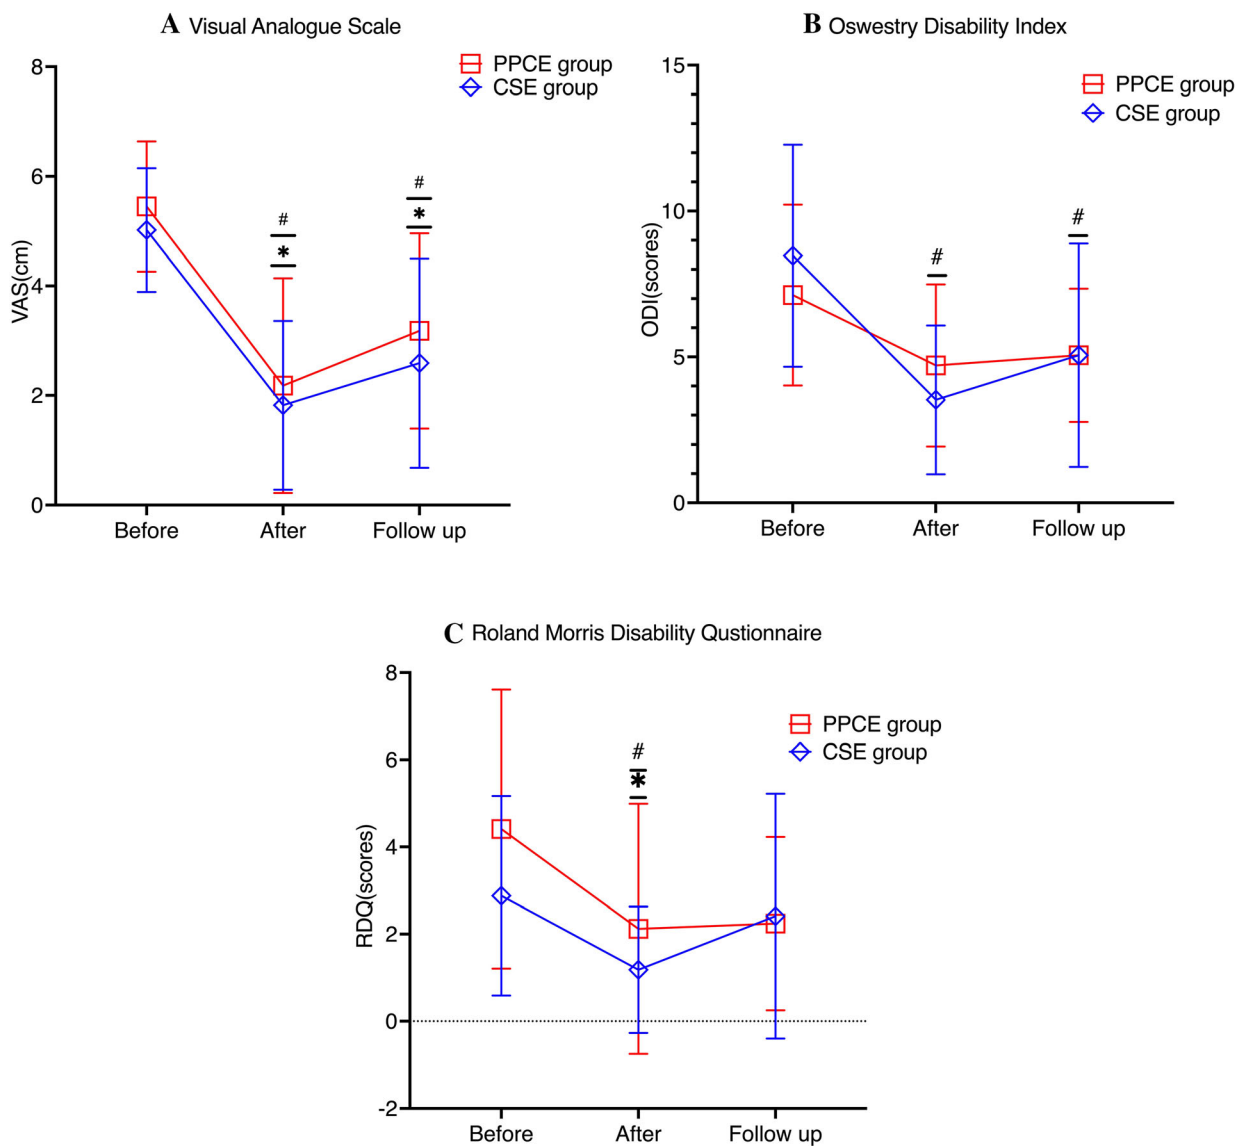 A Visual Analogue Scale
PPCE group
CSE group
8
6
4
2
0
VAS(cm)
#
*
#
*
Before
After
Follow up
B Oswestry Disability Index
PPCE group
CSE group
15
10
5
0
ODI(scores)
#
#
Before
After
Follow up
C Roland Morris Disability Qustionnaire
PPCE group
CSE group
8
6
4
2
0
-2
RDQ(scores)
#
*
Before
After
Follow up